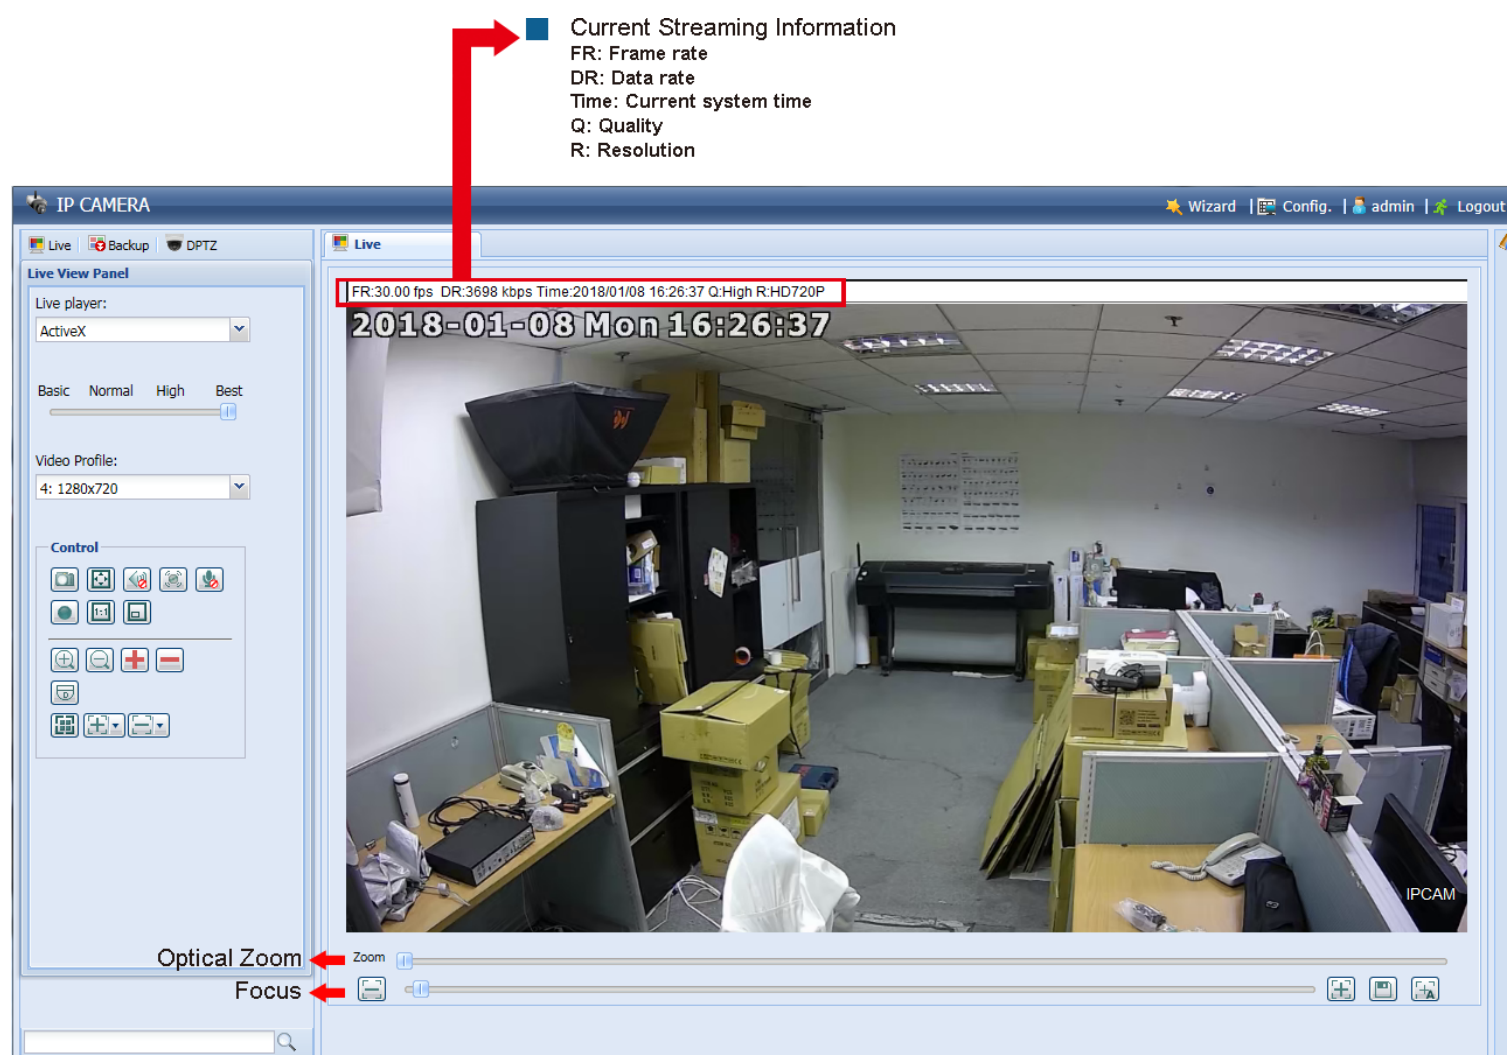 Current Streaming Information
FR: Frame rate
DR: Data rate
Time: Current system time
Q: Quality
R: Resolution
IP CAMERA
Wizard | Config. | admin | Logout
Live | Backup | DPTZ
Live
Live View Panel
FR:30.00 fps DR:3698 kbps Time:2018/01/08 16:26:37 Q:High R:HD720P
Live player:
2018-01-08 Mon 16:26:37
ActiveX
Basic Normal High Best
Video Profile:
4: 1280x720
Control
1:1
D
IPCAM
Optical Zoom
Zoom
Focus
A